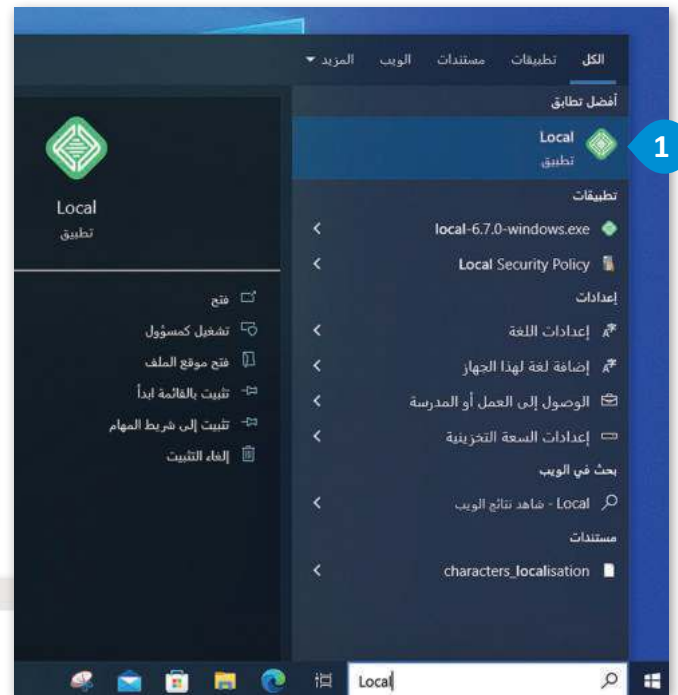 الكل تطبيقات مستندات الويب المزيد
أفضل تطابق
Local
تطبيق
1
تطبيقات
local-6.7.0-windows.exe
Local Security Policy
إعدادات
إعدادات اللغة
إضافة لغة لهذا الجهاز
الوصول إلى العمل أو المدرسة
إعدادات السعة التخزينية
بحث في الويب
Local - شاهد نتائج الويب
مستندات
characters_localisation
Local
تطبيق
فتح
تشغيل كمسؤول
فتح موقع الملف
تثبيت بالقائمة ابدأ
تثبيت إلى شريط المهام
إلغاء التثبيت
Local